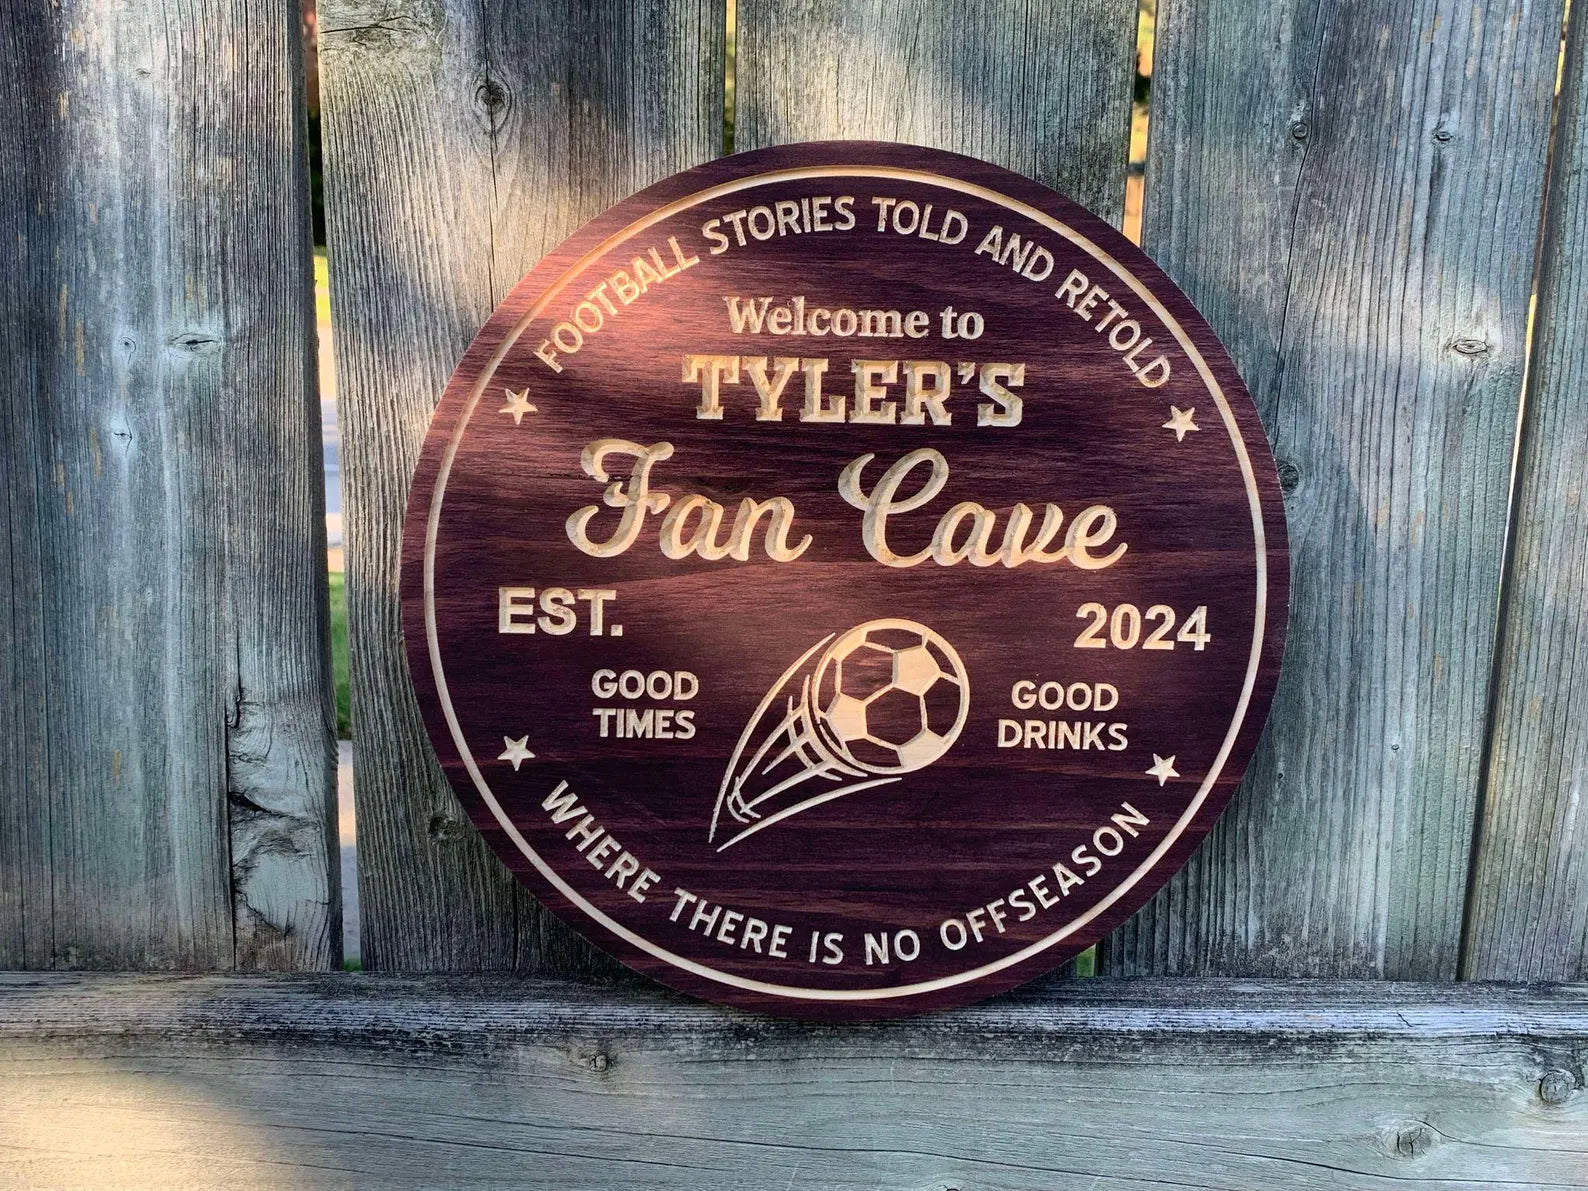 FOOTBALL STORIES TOLD AND RETOLD
Welcome to
TYLER'S
Fan Cave
EST.
2024
GOOD
TIMES
GOOD
DRINKS
WHERE THERE IS NO OFFSEASON